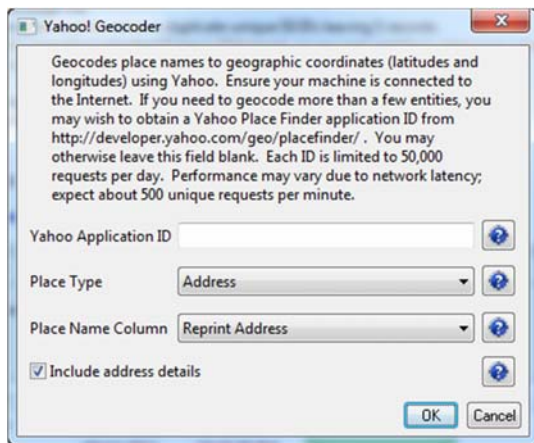 Yahoo! Geocoder
Geocodes place names to geographic coordinates (latitudes and
longitudes) using Yahoo. Ensure your machine is connected to
the Internet. If you need to geocode more than a few entities, you
may wish to obtain a Yahoo Place Finder application ID from
http://developer.yahoo.com/geo/placefinder/ . You may
otherwise leave this field blank. Each ID is limited to 50,000
requests per day. Performance may vary due to network latency;
expect about 500 unique requests per minute.
Yahoo Application ID
Place Type Address
Place Name Column Reprint Address
Include address details
OK Cancel